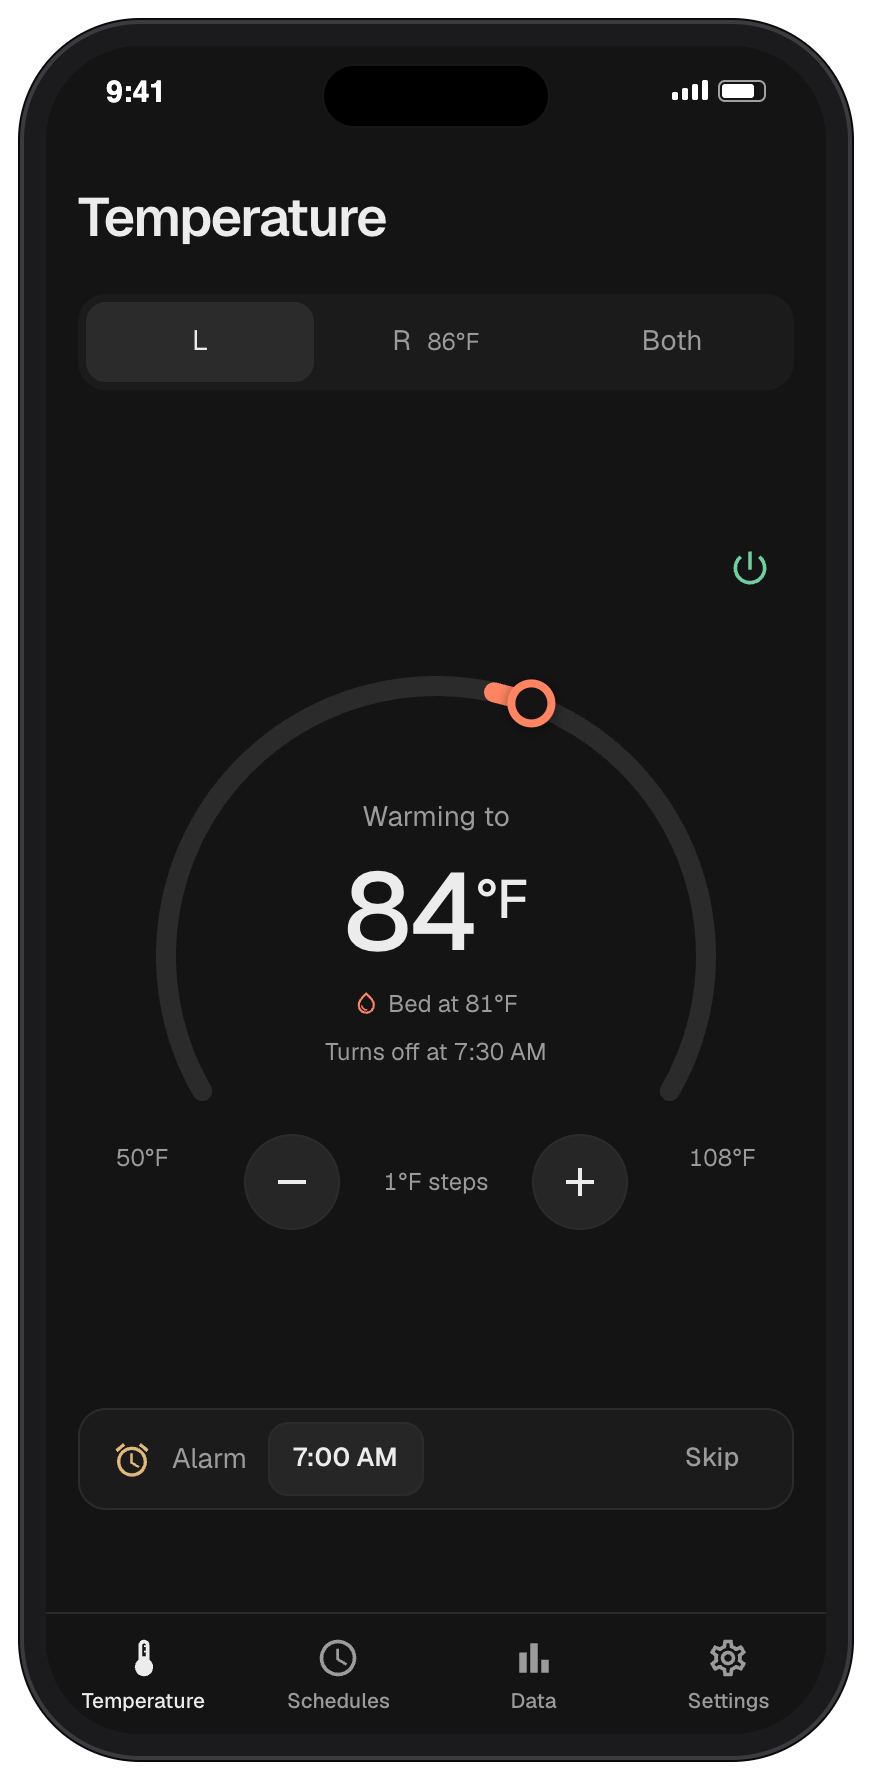 9:41
Temperature
L R 86°F Both
Warming to
84°F
Bed at 81°F
Turns off at 7:30 AM
50°F 1°F steps 108°F
Alarm 7:00 AM Skip
Temperature Schedules Data Settings